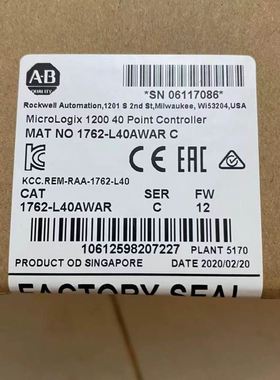 A-B
QUALITY
*SN 06117086*
Rockwell Automation,1201 S 2nd St,Milwaukee, Wi53204,USA
MicroLogix 1200 40 Point Controller
MAT NO 1762-L40AWAR C
CE EAC
KCC.REM-RAA-1762-L40
CAT SER FW
1762-L40AWAR C 12
10612598207227 PLANT 5170
PRODUCT OD SINGAPORE DATE 2020/02/20
FACTORY SEAL